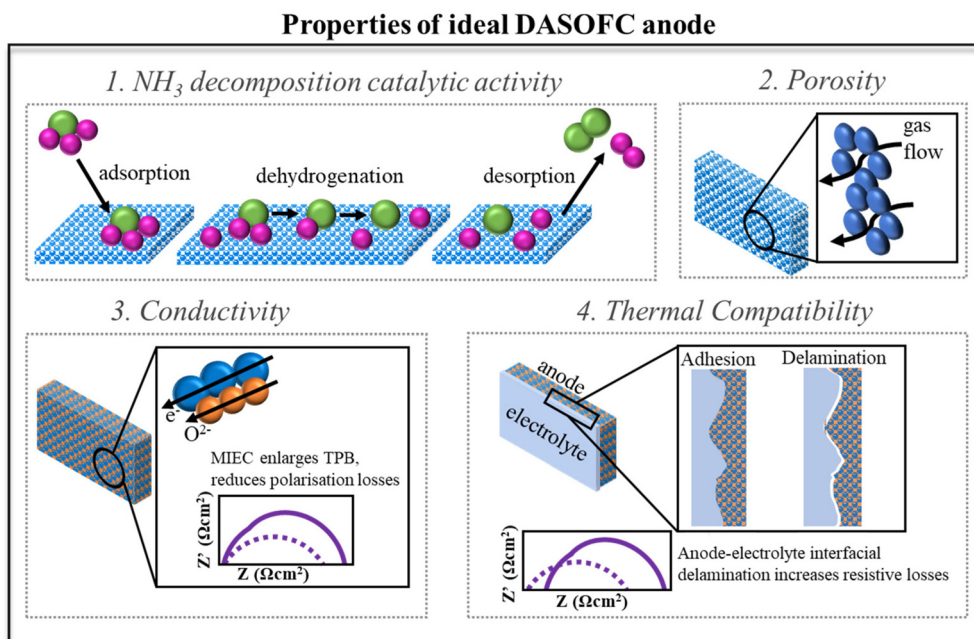 Properties of ideal DASOFC anode
1. NH₃ decomposition catalytic activity
adsorption
dehydrogenation
desorption
2. Porosity
gas
flow
3. Conductivity
e⁻
O²⁻
MIEC enlarges TPB,
reduces polarisation losses
Z' (Ωcm²)
Z (Ωcm²)
4. Thermal Compatibility
anode
electrolyte
Adhesion
Delamination
Z' (Ωcm²)
Z (Ωcm²)
Anode-electrolyte interfacial
delamination increases resistive losses